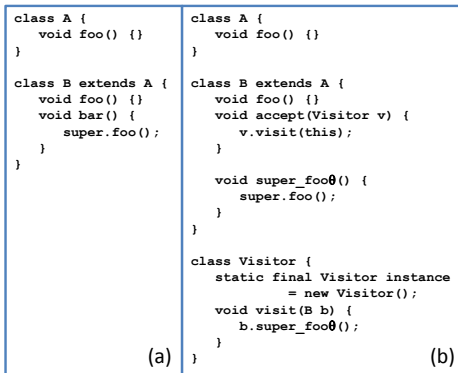 class A {
   void foo() {}
}

class B extends A {
   void foo() {}
   void bar() {
      super.foo();
   }
}
(a)
class A {
   void foo() {}
}

class B extends A {
   void foo() {}
   void accept(Visitor v) {
      v.visit(this);
   }

   void super_fooθ() {
      super.foo();
   }
}

class Visitor {
   static final Visitor instance
           = new Visitor();
   void visit(B b) {
      b.super_fooθ();
   }
}
(b)